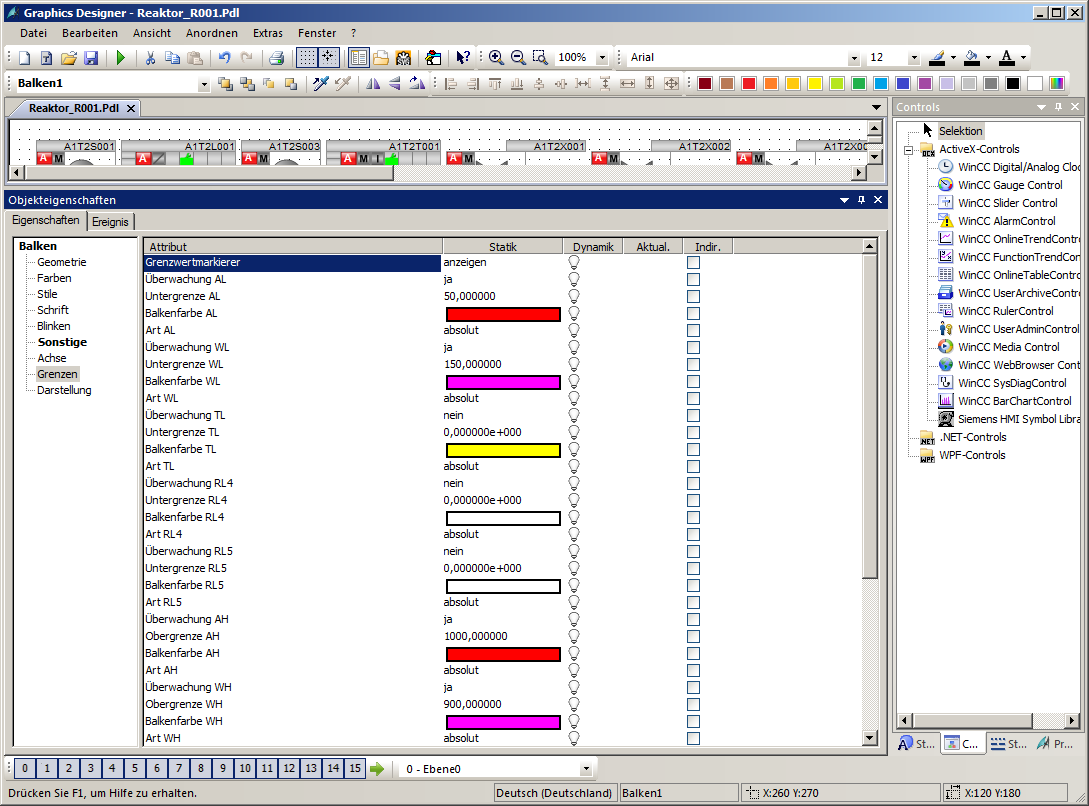 Graphics Designer - Reaktor_R001.Pdl
Datei Bearbeiten Ansicht Anordnen Extras Fenster ?
100% Arial 12
Balken1
Reaktor_R001.Pdl
Controls
A1T2S001 A1T2L001 A1T2S003 A1T2T001 A1T2X001 A1T2X002 A1T2X00
A M A A M A M I A M A M A M
Selektion
ActiveX-Controls
WinCC Digital/Analog Cloc
WinCC Gauge Control
WinCC Slider Control
WinCC AlarmControl
WinCC OnlineTrendContro
WinCC FunctionTrendCon
WinCC OnlineTableContro
WinCC UserArchiveContro
WinCC RulerControl
WinCC UserAdminControl
WinCC Media Control
WinCC WebBrowser Cont
WinCC SysDiagControl
WinCC BarChartControl
Siemens HMI Symbol Libra
.NET-Controls
WPF-Controls
Objekteigenschaften
Eigenschaften Ereignis
Balken
Geometrie
Farben
Stile
Schrift
Blinken
Sonstige
Achse
Grenzen
Darstellung
Attribut Statik Dynamik Aktual. Indir.
Grenzwertmarkierer anzeigen
Überwachung AL ja
Untergrenze AL 50,000000
Balkenfarbe AL
Art AL absolut
Überwachung WL ja
Untergrenze WL 150,000000
Balkenfarbe WL
Art WL absolut
Überwachung TL nein
Untergrenze TL 0,000000e+000
Balkenfarbe TL
Art TL absolut
Überwachung RL4 nein
Untergrenze RL4 0,000000e+000
Balkenfarbe RL4
Art RL4 absolut
Überwachung RL5 nein
Untergrenze RL5 0,000000e+000
Balkenfarbe RL5
Art RL5 absolut
Überwachung AH ja
Obergrenze AH 1000,000000
Balkenfarbe AH
Art AH absolut
Überwachung WH ja
Obergrenze WH 900,000000
Balkenfarbe WH
Art WH absolut
St... C... St... Pr...
0 1 2 3 4 5 6 7 8 9 10 11 12 13 14 15 0 - Ebene0
Drücken Sie F1, um Hilfe zu erhalten. Deutsch (Deutschland) Balken1 X:260 Y:270 X:120 Y:180